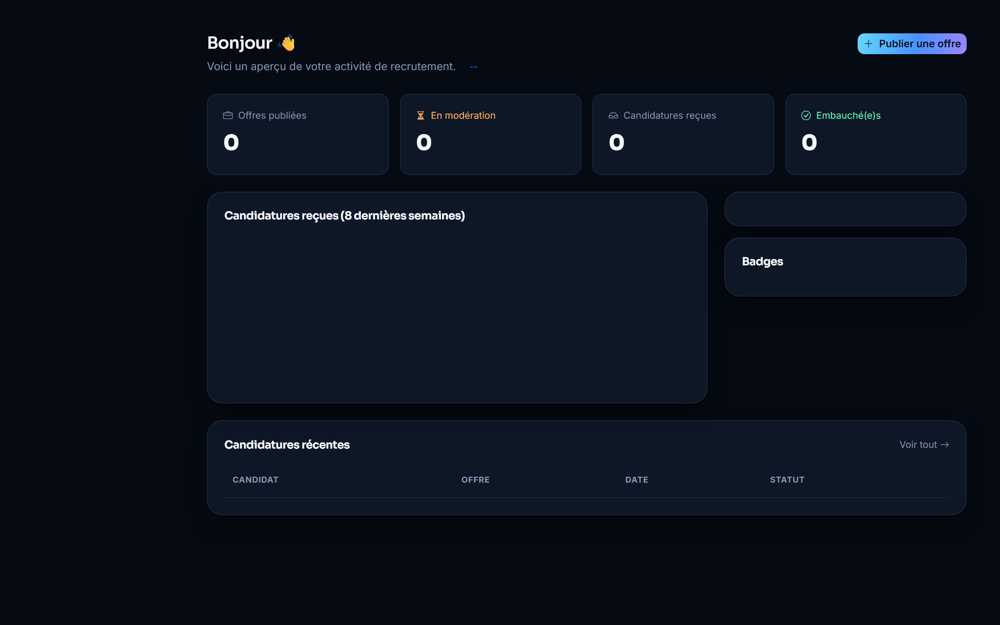 Bonjour 👋
+ Publier une offre
Voici un aperçu de votre activité de recrutement. --
Offres publiées
0
En modération
0
Candidatures reçues
0
Embauché(e)s
0
Candidatures reçues (8 dernières semaines)
Badges
Candidatures récentes
Voir tout →
CANDIDAT OFFRE DATE STATUT